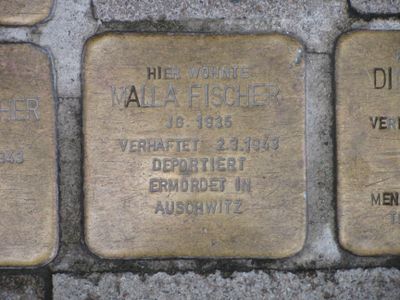 HIER WOHNTE
MALLA FISCHER
JG. 1935
VERHAFTET 2.3.1943
DEPORTIERT
ERMORDET IN
AUSCHWITZ